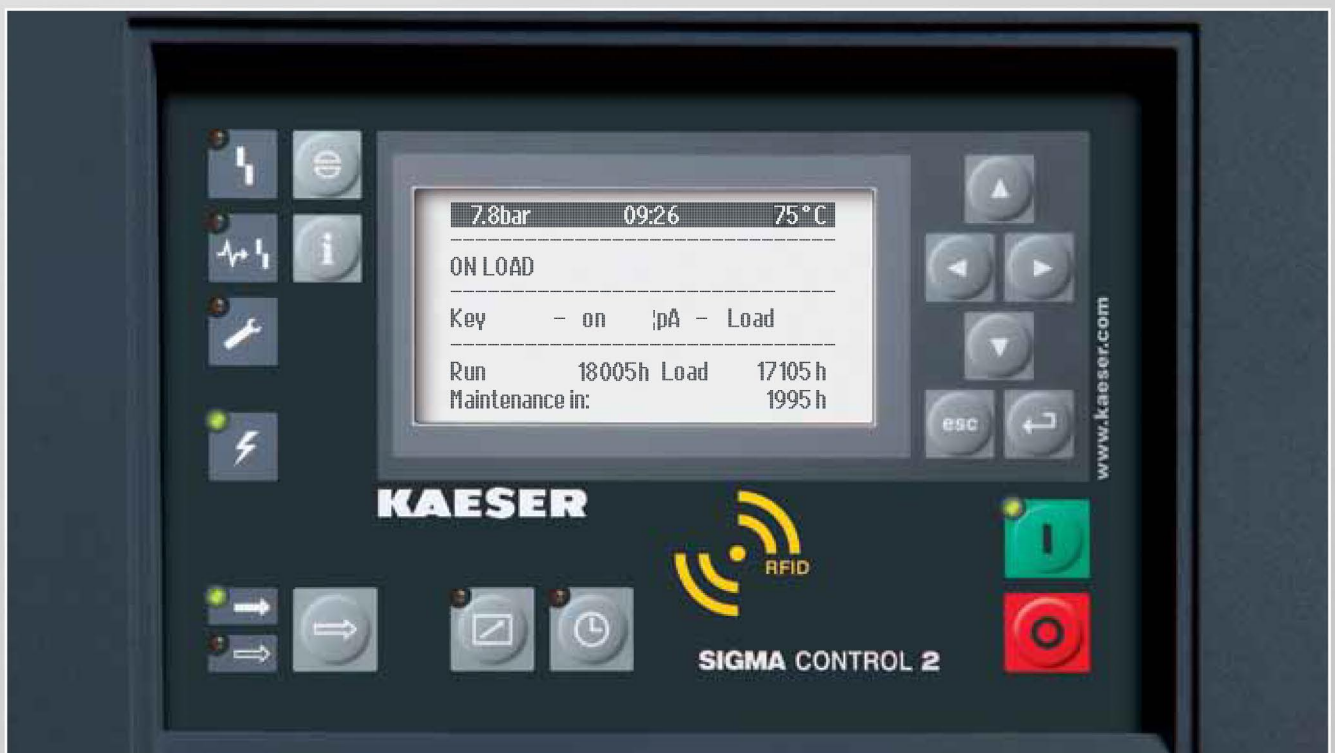 7.8bar 09:26 75°C
ON LOAD
Key - on ¦pA - Load
Run 18005h Load 17105h
Maintenance in: 1995h
esc
www.kaeser.com
KAESER
RFID
SIGMA CONTROL 2